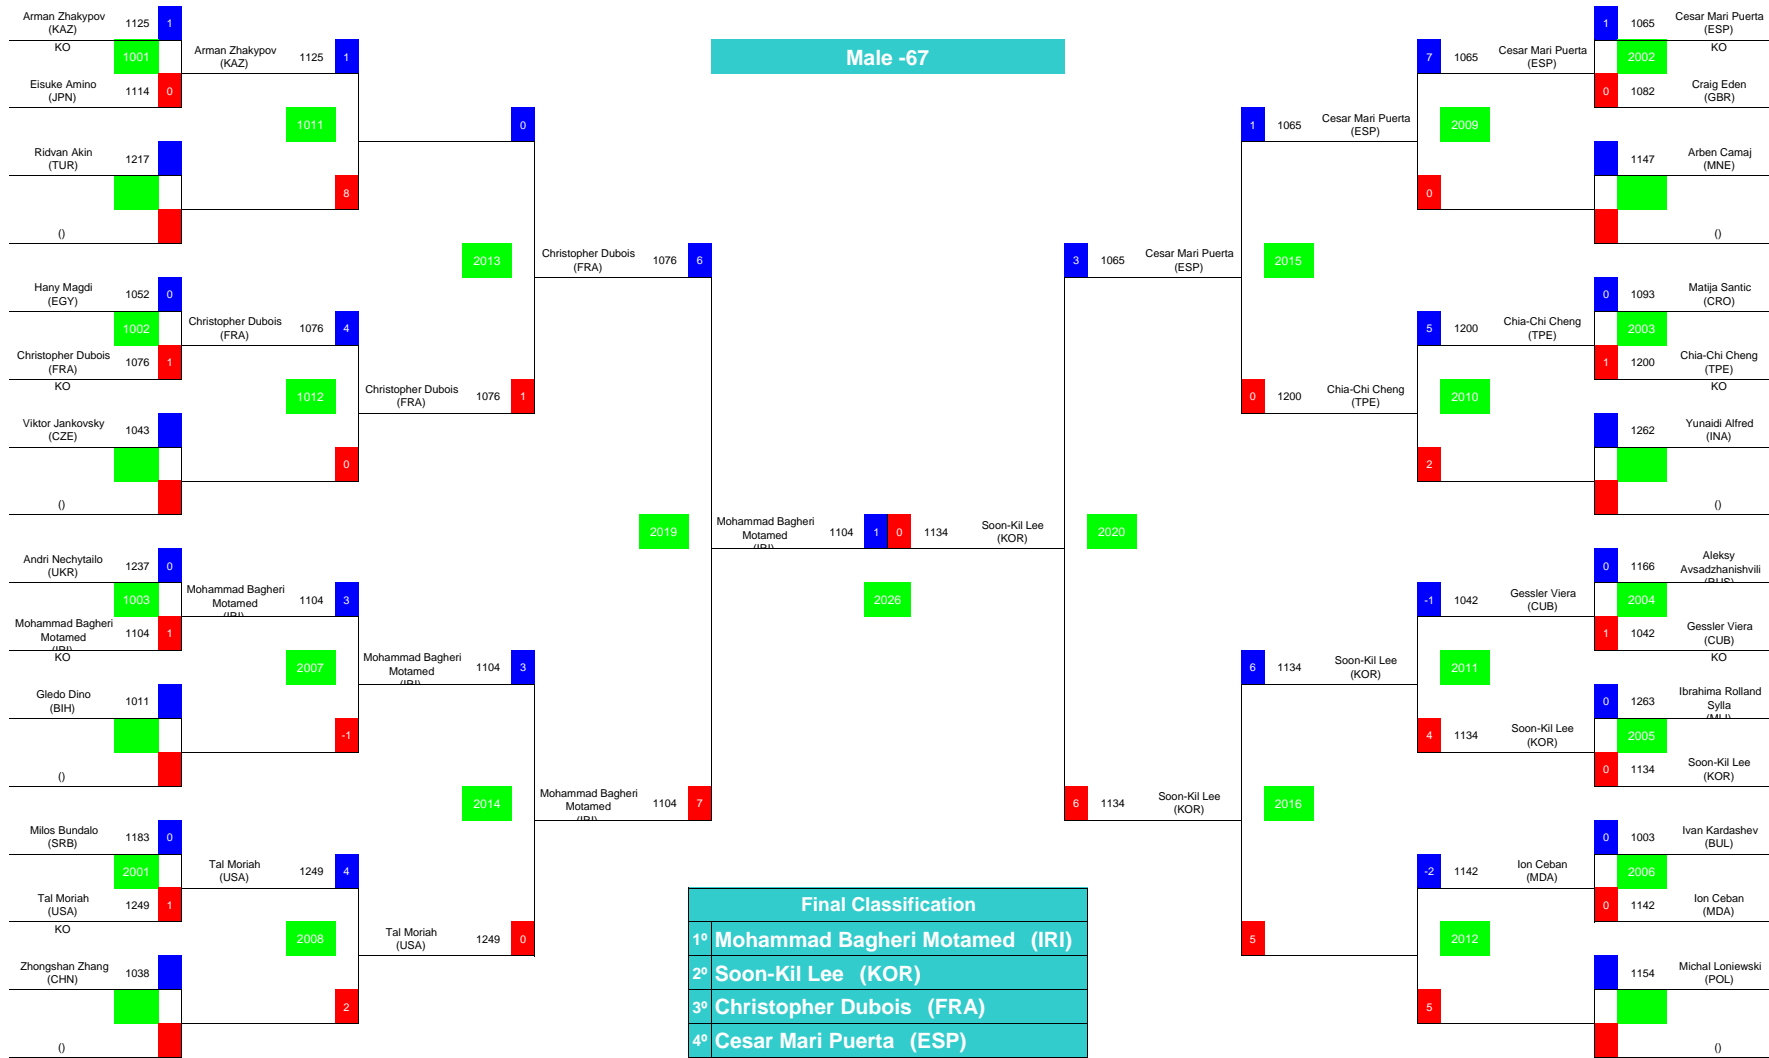 Male -67
Arman Zhakypov
(KAZ)
1125
1
KO
1001
Eisuke Amino
(JPN)
1114
0
Ridvan Akin
(TUR)
1217
()
Hany Magdi
(EGY)
1052
0
1002
Christopher Dubois
(FRA)
1076
1
KO
Viktor Jankovsky
(CZE)
1043
()
Andri Nechytailo
(UKR)
1237
0
1003
Mohammad Bagheri
Motamed
(IRI)
1104
1
KO
Gledo Dino
(BIH)
1011
()
Milos Bundalo
(SRB)
1183
0
2001
Tal Moriah
(USA)
1249
1
KO
Zhongshan Zhang
(CHN)
1038
()
Arman Zhakypov
(KAZ)
1125
1
1011
8
Christopher Dubois
(FRA)
1076
4
1012
0
Mohammad Bagheri
Motamed
(IRI)
1104
3
2007
-1
Tal Moriah
(USA)
1249
4
2008
2
0
2013
Christopher Dubois
(FRA)
1076
1
Mohammad Bagheri
Motamed
(IRI)
1104
3
2014
Tal Moriah
(USA)
1249
0
Christopher Dubois
(FRA)
1076
6
2019
Mohammad Bagheri
Motamed
(IRI)
1104
7
Mohammad Bagheri
Motamed
(IRI)
1104
1
0
1134
Soon-Kil Lee
(KOR)
2026
3
1065
Cesar Mari Puerta
(ESP)
2020
6
1134
Soon-Kil Lee
(KOR)
1
1065
Cesar Mari Puerta
(ESP)
2015
0
1200
Chia-Chi Cheng
(TPE)
6
1134
Soon-Kil Lee
(KOR)
2016
5
7
1065
Cesar Mari Puerta
(ESP)
2009
0
5
1200
Chia-Chi Cheng
(TPE)
2010
2
-1
1042
Gessler Viera
(CUB)
2011
4
1134
Soon-Kil Lee
(KOR)
-2
1142
Ion Ceban
(MDA)
2012
5
1
1065
Cesar Mari Puerta
(ESP)
KO
2002
0
1082
Craig Eden
(GBR)
1147
Arben Camaj
(MNE)
()
0
1093
Matija Santic
(CRO)
2003
1
1200
Chia-Chi Cheng
(TPE)
KO
1262
Yunaidi Alfred
(INA)
()
0
1166
Aleksy
Avsadzhanishvili
(RUS)
2004
1
1042
Gessler Viera
(CUB)
KO
0
1263
Ibrahima Rolland
Sylla
(MLI)
2005
0
1134
Soon-Kil Lee
(KOR)
0
1003
Ivan Kardashev
(BUL)
2006
0
1142
Ion Ceban
(MDA)
1154
Michal Loniewski
(POL)
()
Final Classification
1º Mohammad Bagheri Motamed (IRI)
2º Soon-Kil Lee (KOR)
3º Christopher Dubois (FRA)
4º Cesar Mari Puerta (ESP)